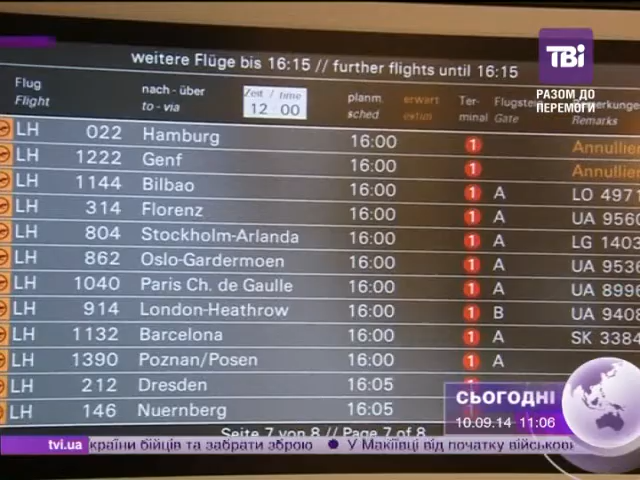 Weitere Flüge bis 16:15 // further flights until 16:15
ТВі
РАЗОМ ДО
ПЕРЕМОГИ
Flug nach - über Zeit / time planm. erwart Ter- Flugsteig
Flight to - via 12 00 sched estim minal Gate Remarks
LH 022 Hamburg 16:00 1 Annullier
LH 1222 Genf 16:00 1 Annullier
LH 1144 Bilbao 16:00 1 A LO 4971
LH 314 Florenz 16:00 1 A UA 9560
LH 804 Stockholm-Arlanda 16:00 1 A LG 1403
LH 862 Oslo-Gardermoen 16:00 1 A UA 9536
LH 1040 Paris Ch. de Gaulle 16:00 1 A UA 8996
LH 914 London-Heathrow 16:00 1 B UA 9408
LH 1132 Barcelona 16:00 1 A SK 3384
LH 1390 Poznan/Posen 16:00 1 A
LH 212 Dresden 16:05
LH 146 Nuernberg 16:05
Seite 7 von 8 // Page 7 of 8
СЬОГОДНІ
10.09.14 11:06
tvi.ua країни бійців та забрати зброю ● У Макіївці від початку військови